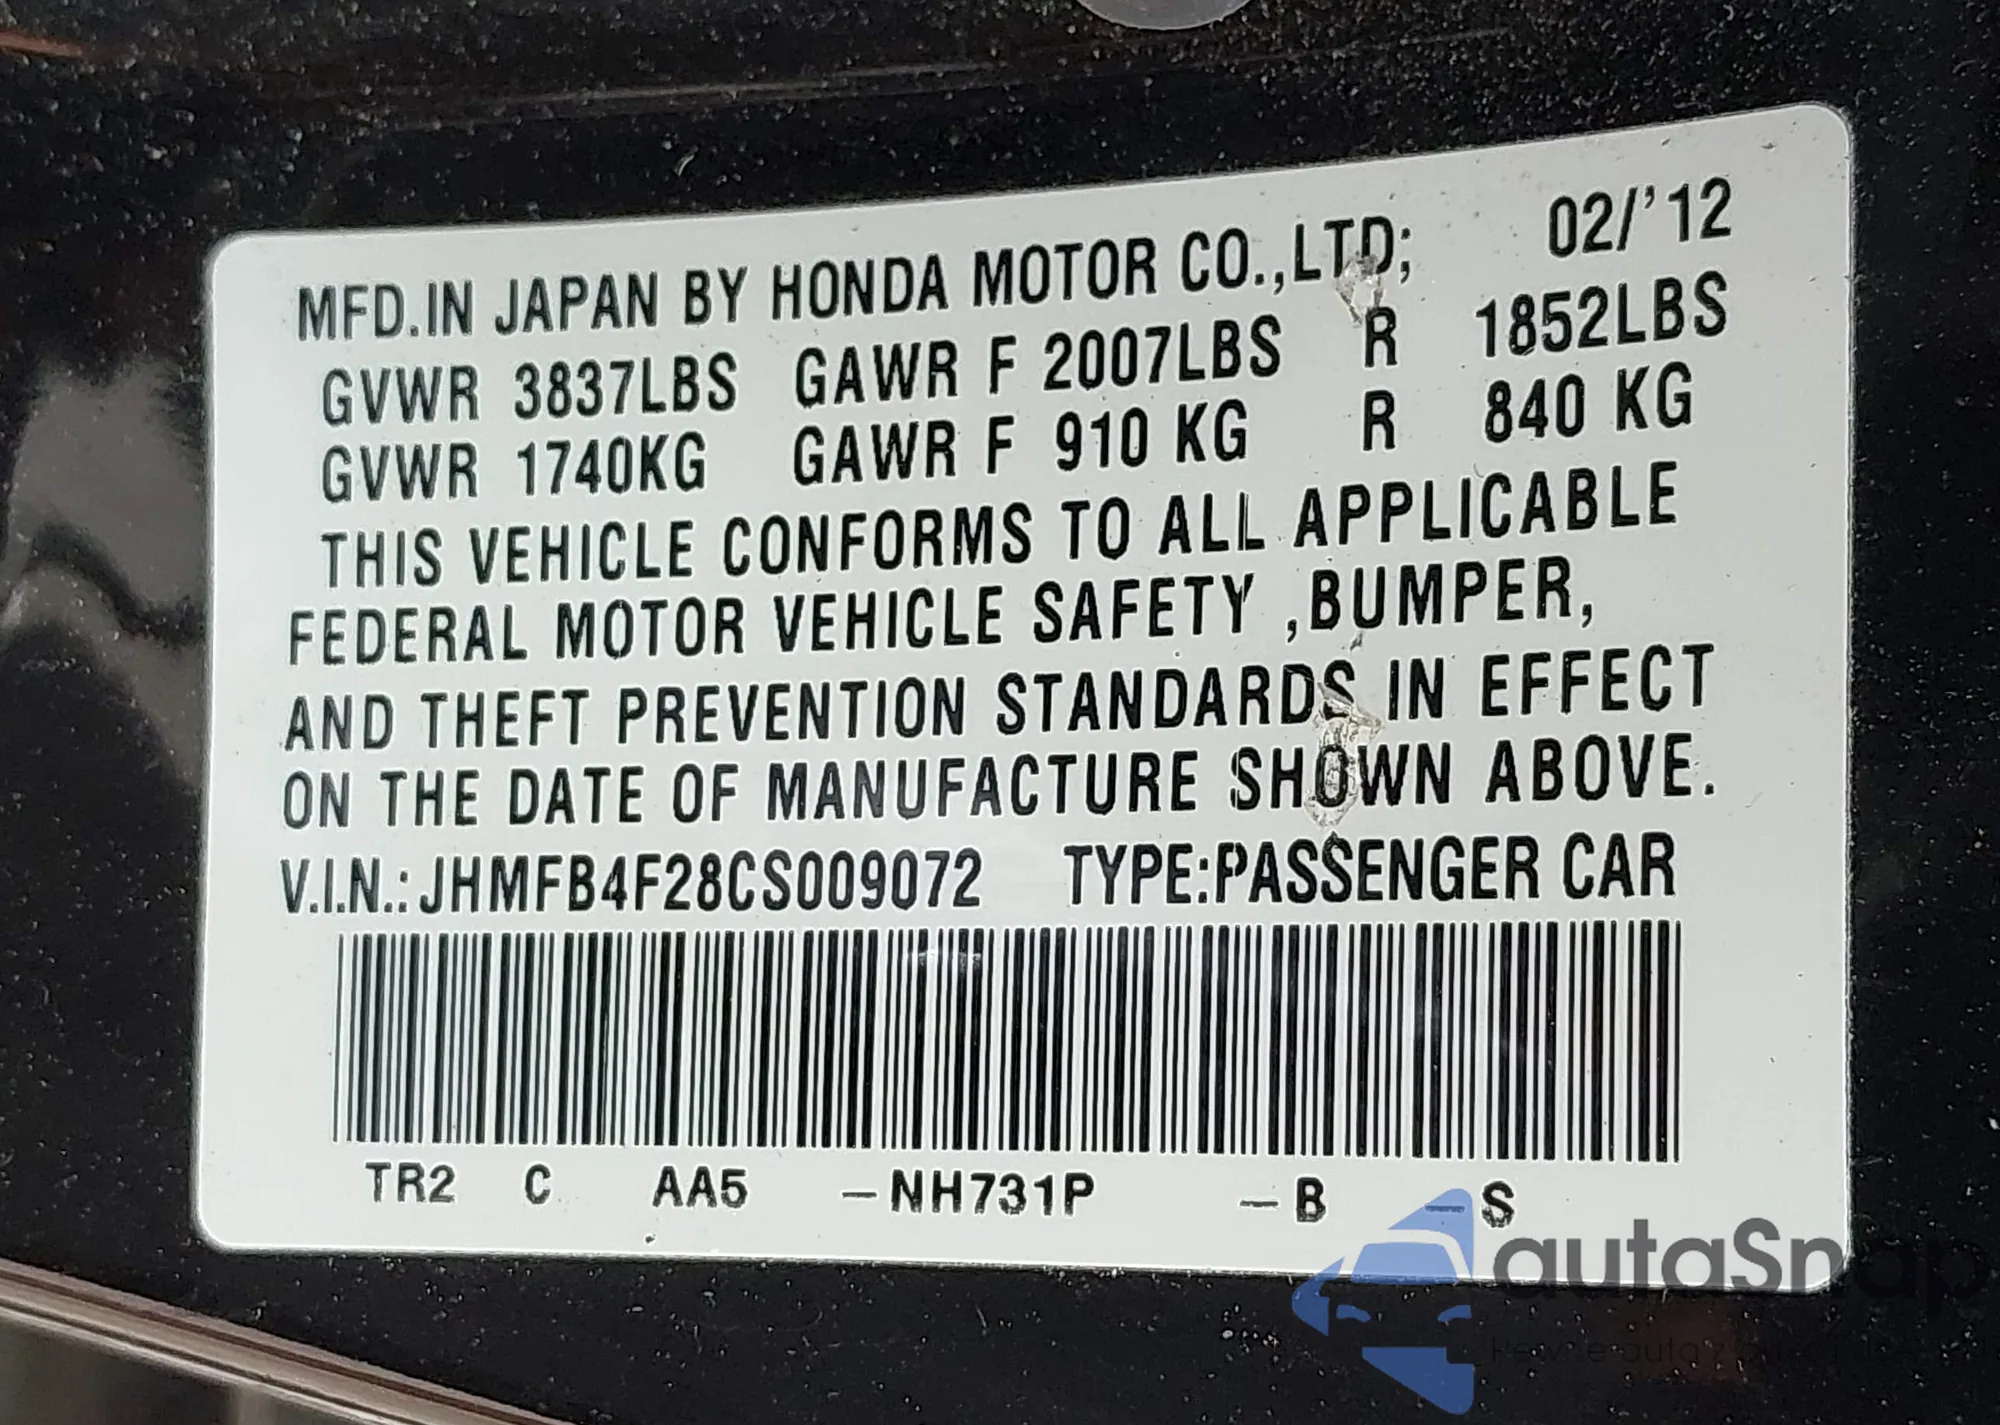 MFD.IN JAPAN BY HONDA MOTOR CO.,LTD; 02/'12
GVWR 3837LBS GAWR F 2007LBS R 1852LBS
GVWR 1740KG GAWR F 910 KG R 840 KG
THIS VEHICLE CONFORMS TO ALL APPLICABLE
FEDERAL MOTOR VEHICLE SAFETY ,BUMPER,
AND THEFT PREVENTION STANDARDS IN EFFECT
ON THE DATE OF MANUFACTURE SHOWN ABOVE.
V.I.N.:JHMFB4F28CS009072 TYPE:PASSENGER CAR
TR2 C AA5 -NH731P -B -S
autaSnap